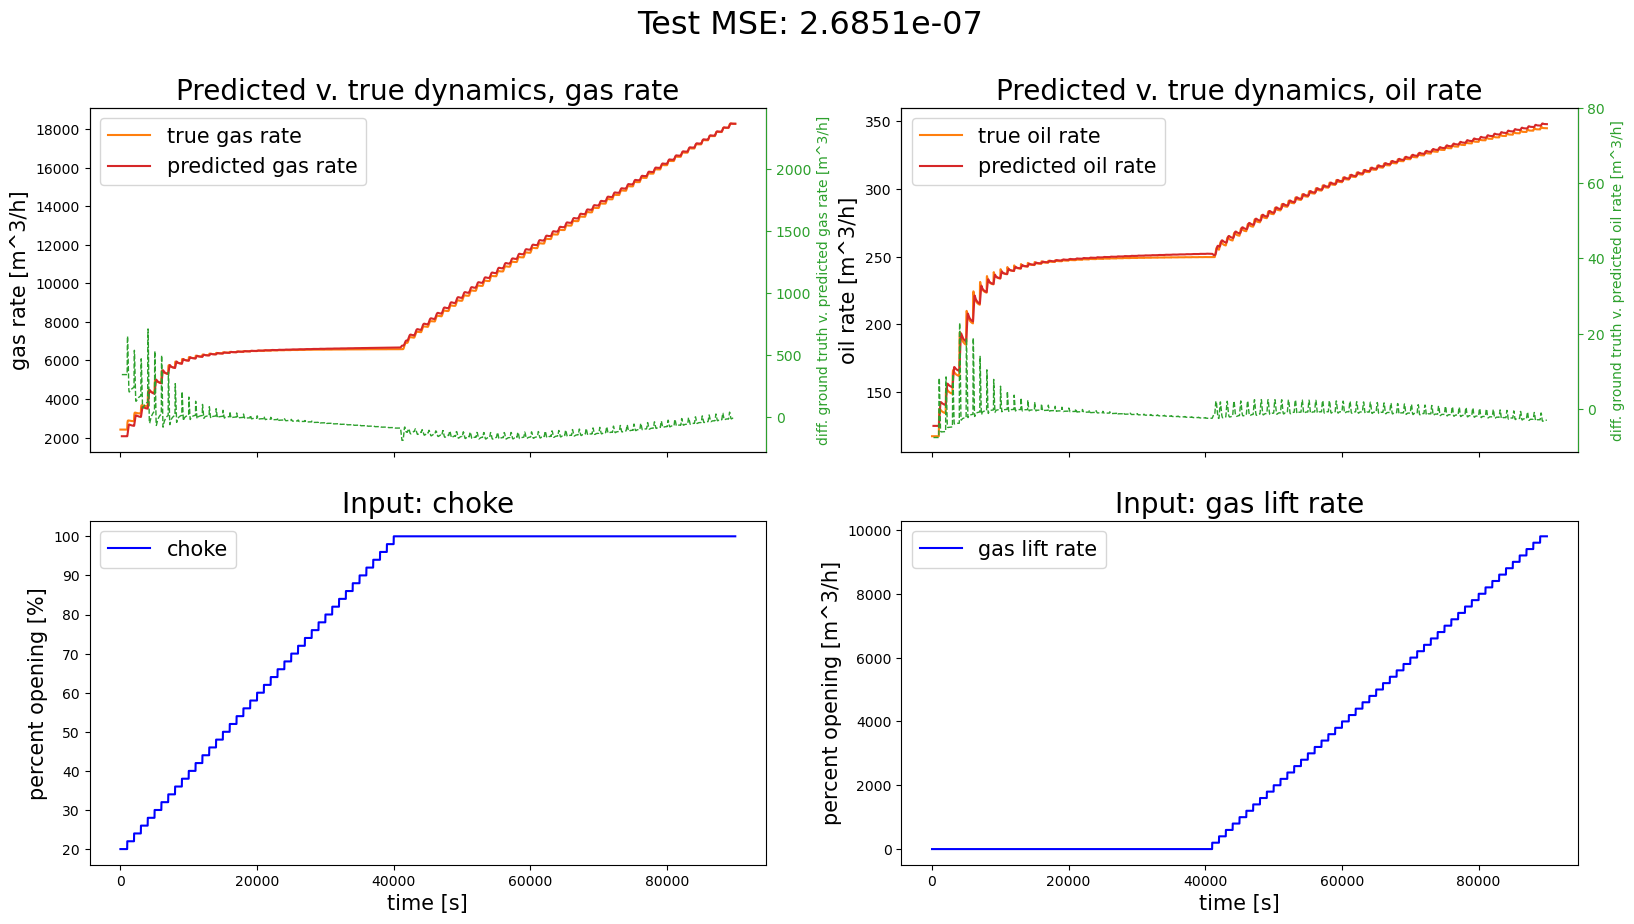 Test MSE: 2.6851e-07
Predicted v. true dynamics, gas rate
true gas rate
predicted gas rate
gas rate [m^3/h]
18000
16000
14000
12000
10000
8000
6000
4000
2000
2000
1500
1000
500
0
diff. ground truth v. predicted gas rate [m^3/h]
Predicted v. true dynamics, oil rate
true oil rate
predicted oil rate
oil rate [m^3/h]
350
300
250
200
150
80
60
40
20
0
diff. ground truth v. predicted oil rate [m^3/h]
Input: choke
choke
percent opening [%]
100
90
80
70
60
50
40
30
20
0 20000 40000 60000 80000
time [s]
Input: gas lift rate
gas lift rate
percent opening [m^3/h]
10000
8000
6000
4000
2000
0
0 20000 40000 60000 80000
time [s]